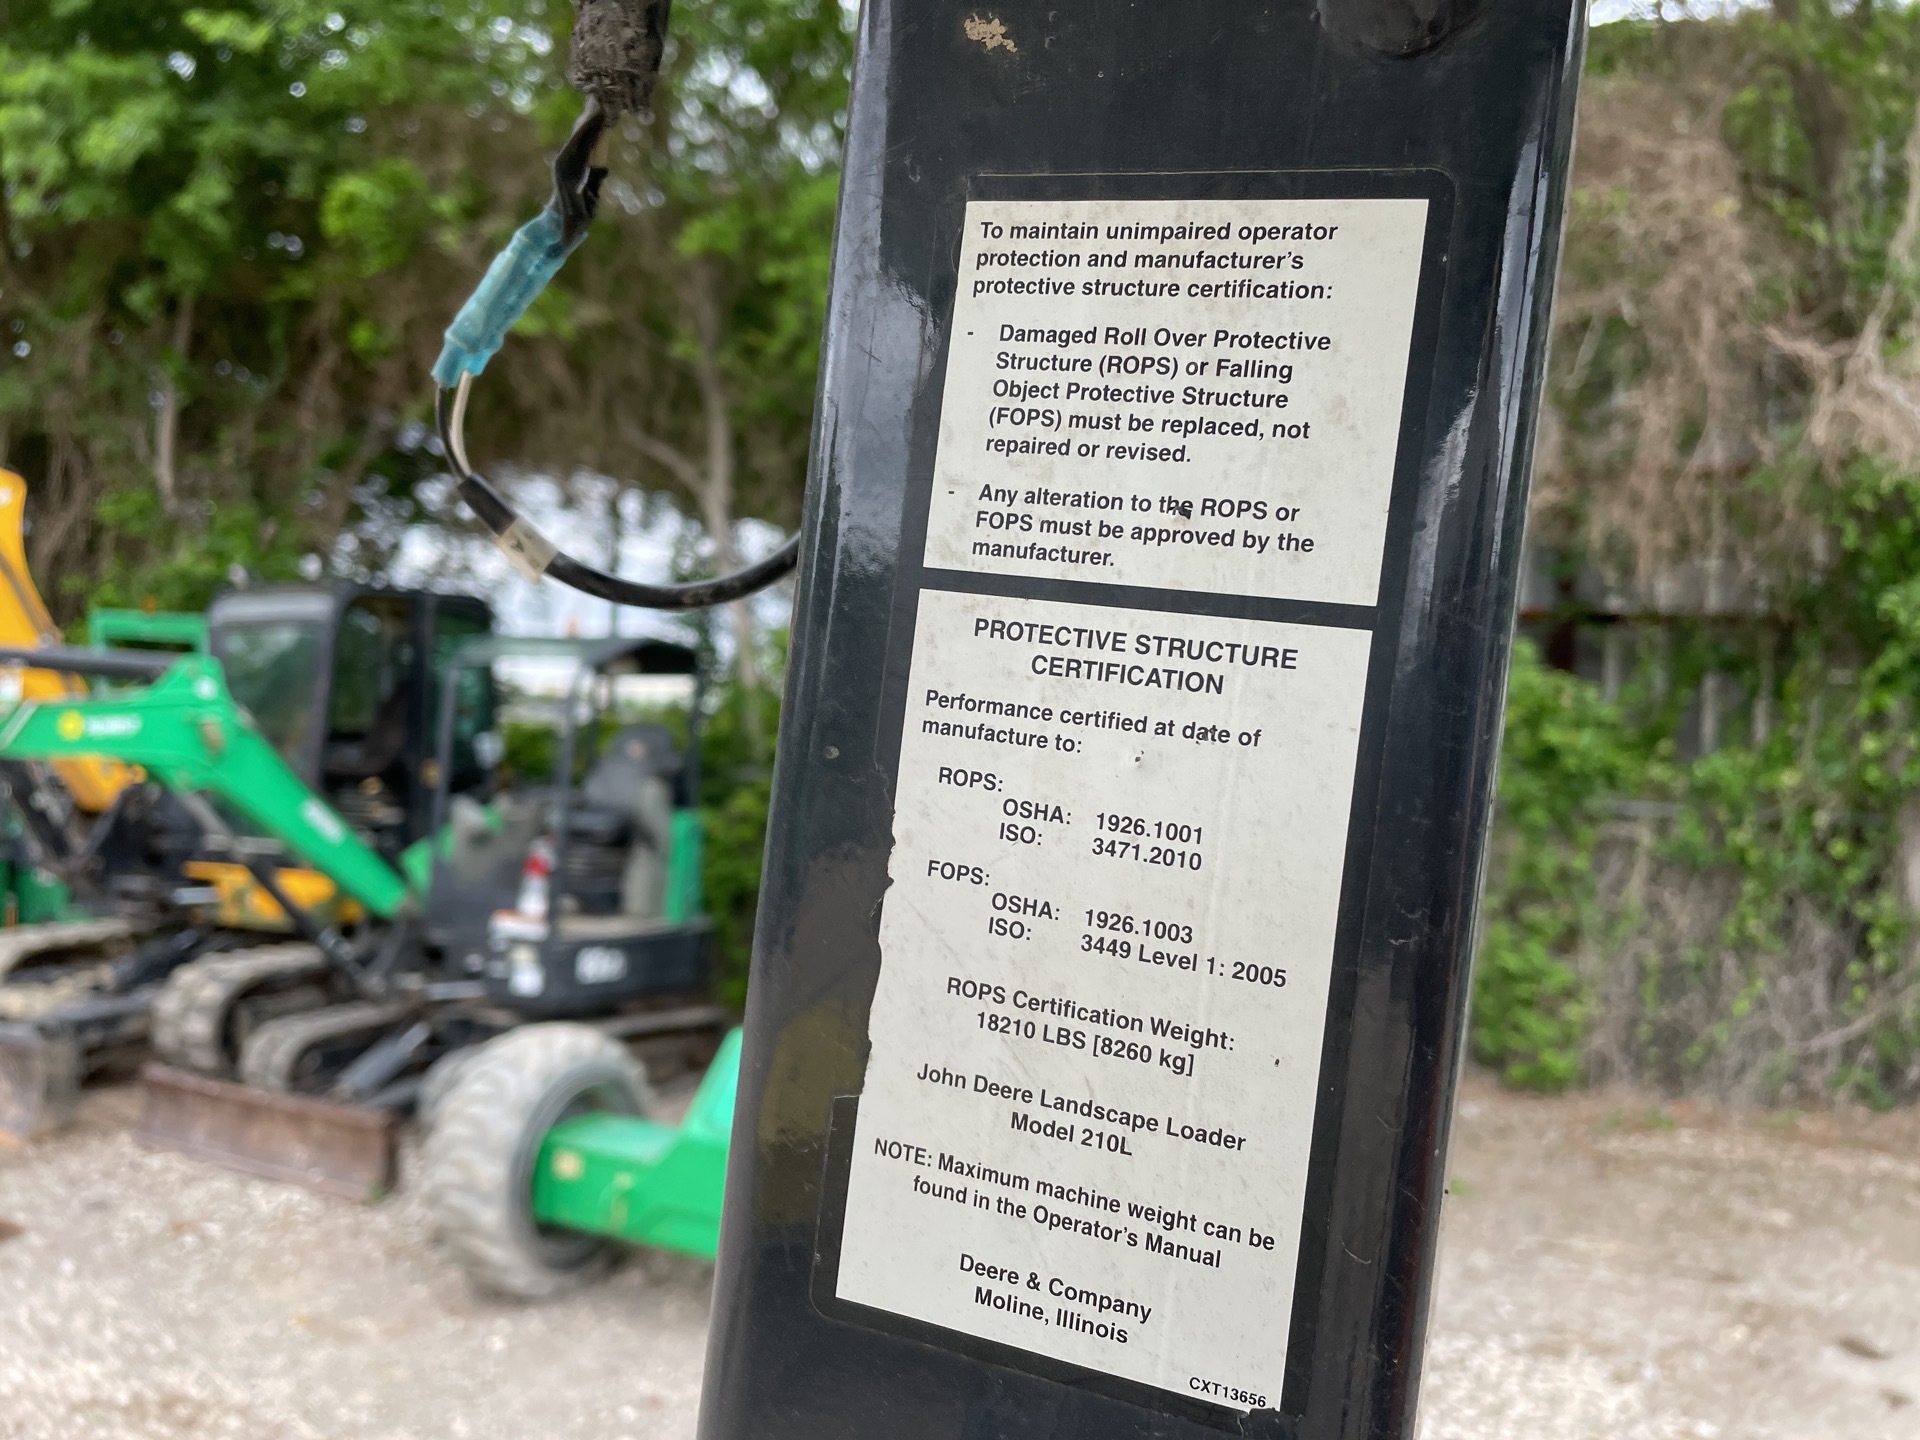 To maintain unimpaired operator
protection and manufacturer's
protective structure certification:
- Damaged Roll Over Protective
Structure (ROPS) or Falling
Object Protective Structure
(FOPS) must be replaced, not
repaired or revised.
- Any alteration to the ROPS or
FOPS must be approved by the
manufacturer.
PROTECTIVE STRUCTURE
CERTIFICATION
Performance certified at date of
manufacture to:
ROPS:
OSHA: 1926.1001
ISO: 3471.2010
FOPS:
OSHA: 1926.1003
ISO: 3449 Level 1: 2005
ROPS Certification Weight:
18210 LBS [8260 kg]
John Deere Landscape Loader
Model 210L
NOTE: Maximum machine weight can be
found in the Operator's Manual
Deere & Company
Moline, Illinois
CXT13656